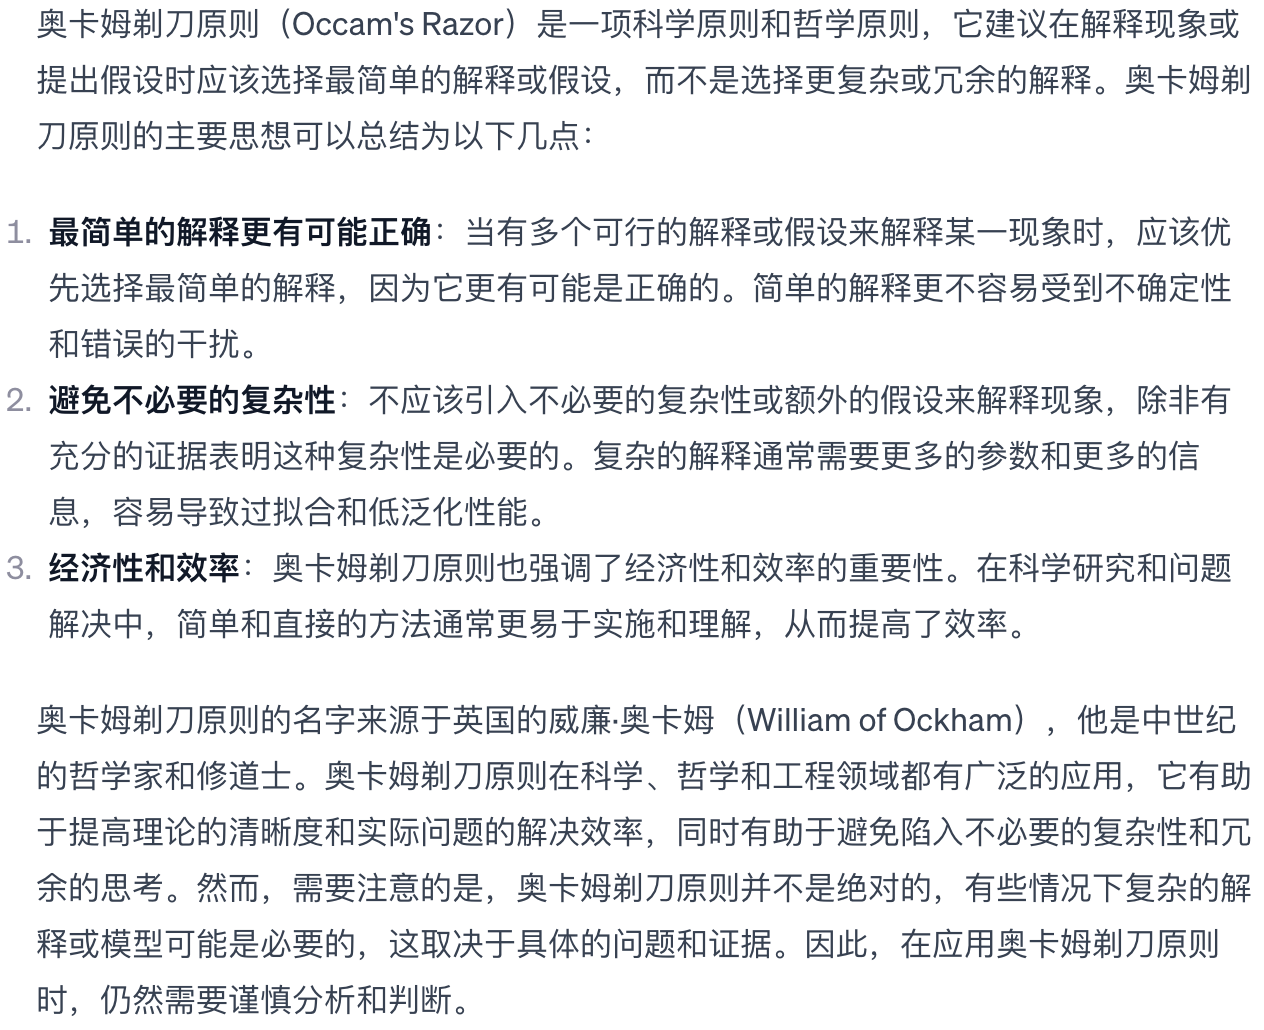 奥卡姆剃刀原则（Occam's Razor）是一项科学原则和哲学原则，它建议在解释现象或
提出假设时应该选择最简单的解释或假设，而不是选择更复杂或冗余的解释。奥卡姆剃
刀原则的主要思想可以总结为以下几点：
1. 最简单的解释更有可能正确：当有多个可行的解释或假设来解释某一现象时，应该优
先选择最简单的解释，因为它更有可能是正确的。简单的解释更不容易受到不确定性
和错误的干扰。
2. 避免不必要的复杂性：不应该引入不必要的复杂性或额外的假设来解释现象，除非有
充分的证据表明这种复杂性是必要的。复杂的解释通常需要更多的参数和更多的信
息，容易导致过拟合和低泛化性能。
3. 经济性和效率：奥卡姆剃刀原则也强调了经济性和效率的重要性。在科学研究和问题
解决中，简单和直接的方法通常更易于实施和理解，从而提高了效率。
奥卡姆剃刀原则的名字来源于英国的威廉·奥卡姆（William of Ockham），他是中世纪
的哲学家和修道士。奥卡姆剃刀原则在科学、哲学和工程领域都有广泛的应用，它有助
于提高理论的清晰度和实际问题的解决效率，同时有助于避免陷入不必要的复杂性和冗
余的思考。然而，需要注意的是，奥卡姆剃刀原则并不是绝对的，有些情况下复杂的解
释或模型可能是必要的，这取决于具体的问题和证据。因此，在应用奥卡姆剃刀原则
时，仍然需要谨慎分析和判断。